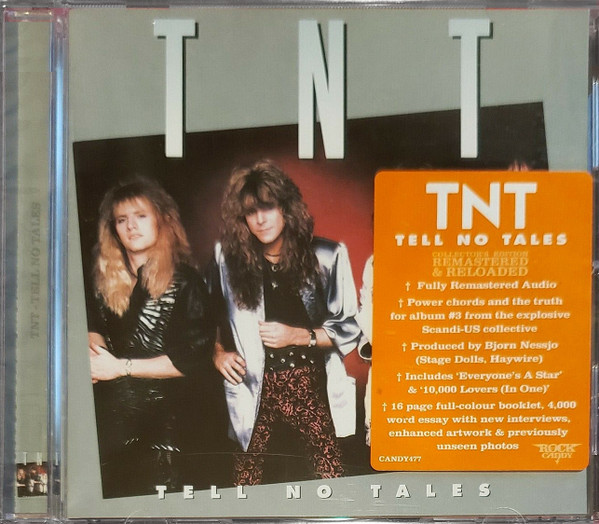 TNT
TNT - TELL NO TALES
TNT
TELL NO TALES
COLLECTOR'S EDITION
REMASTERED
& RELOADED
† Fully Remastered Audio
† Power chords and the truth
for album #3 from the explosive
Scandi-US collective
† Produced by Bjorn Nessjo
(Stage Dolls, Haywire)
† Includes 'Everyone's A Star'
& '10,000 Lovers (In One)'
† 16 page full-colour booklet, 4,000
word essay with new interviews,
enhanced artwork & previously
unseen photos
CANDY477
ROCK
CANDY
TELL NO TALES